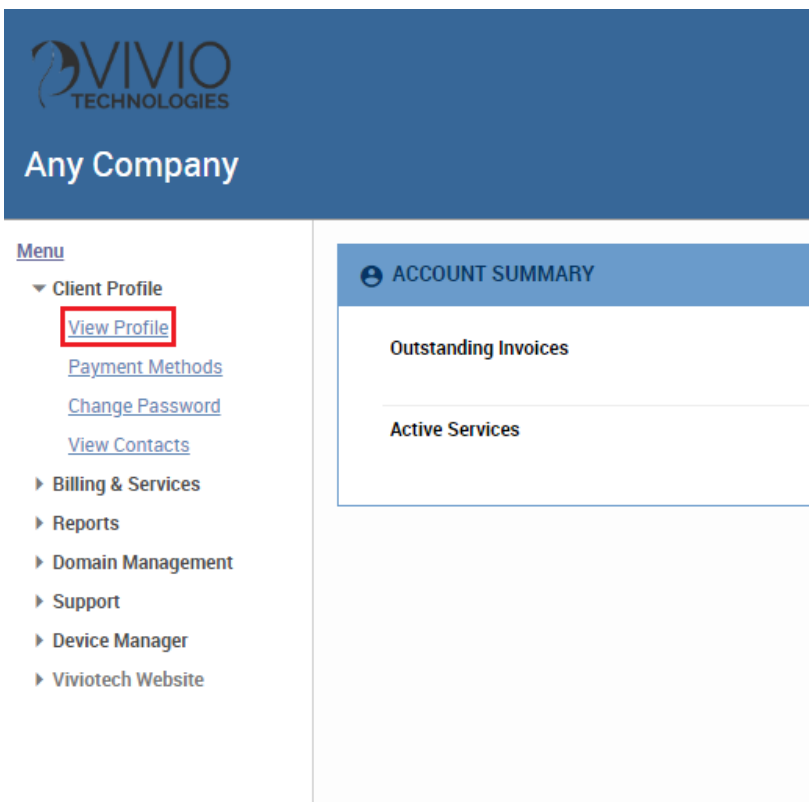 VIVIO
TECHNOLOGIES
Any Company
Menu
Client Profile
View Profile
Payment Methods
Change Password
View Contacts
Billing & Services
Reports
Domain Management
Support
Device Manager
Viviotech Website
ACCOUNT SUMMARY
Outstanding Invoices
Active Services